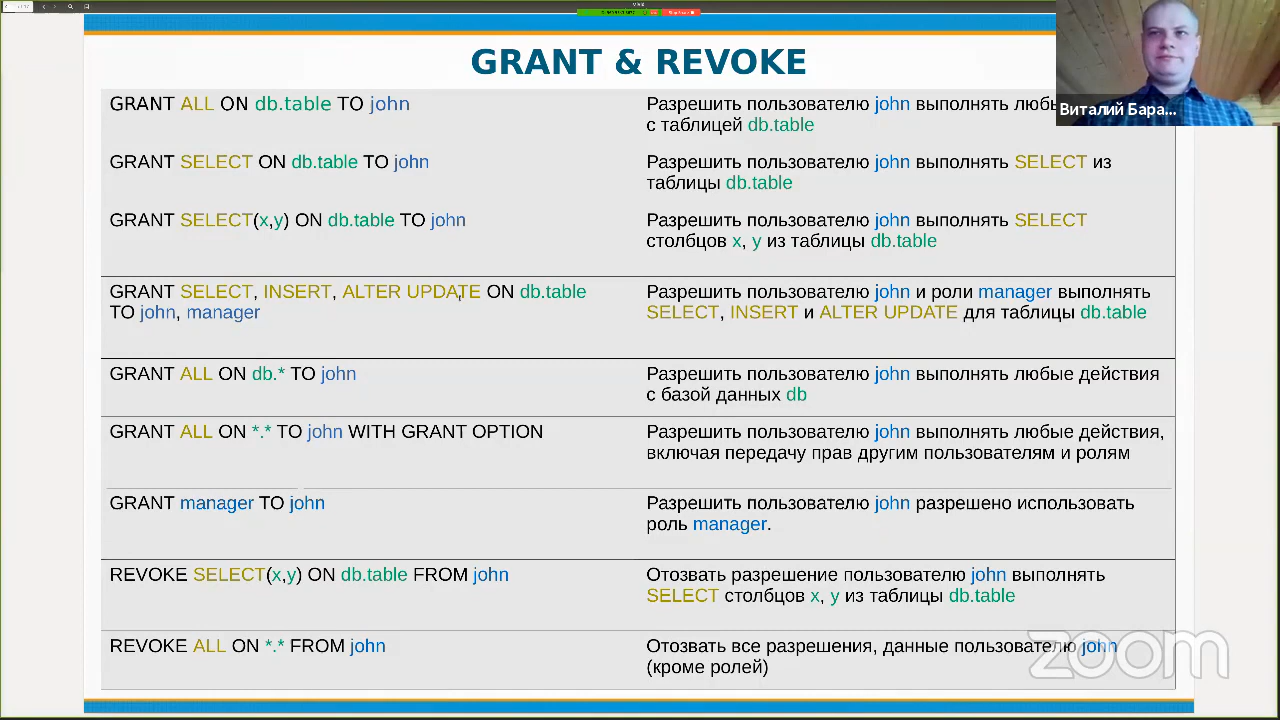 GRANT & REVOKE
Виталий Бара...
GRANT ALL ON db.table TO john
Разрешить пользователю john выполнять любы
с таблицей db.table
GRANT SELECT ON db.table TO john
Разрешить пользователю john выполнять SELECT из
таблицы db.table
GRANT SELECT(x,y) ON db.table TO john
Разрешить пользователю john выполнять SELECT
столбцов x, y из таблицы db.table
GRANT SELECT, INSERT, ALTER UPDATE ON db.table
TO john, manager
Разрешить пользователю john и роли manager выполнять
SELECT, INSERT и ALTER UPDATE для таблицы db.table
GRANT ALL ON db.* TO john
Разрешить пользователю john выполнять любые действия
с базой данных db
GRANT ALL ON *.* TO john WITH GRANT OPTION
Разрешить пользователю john выполнять любые действия,
включая передачу прав другим пользователям и ролям
GRANT manager TO john
Разрешить пользователю john разрешено использовать
роль manager.
REVOKE SELECT(x,y) ON db.table FROM john
Отозвать разрешение пользователю john выполнять
SELECT столбцов x, y из таблицы db.table
REVOKE ALL ON *.* FROM john
Отозвать все разрешения, данные пользователю john
(кроме ролей)
zoom